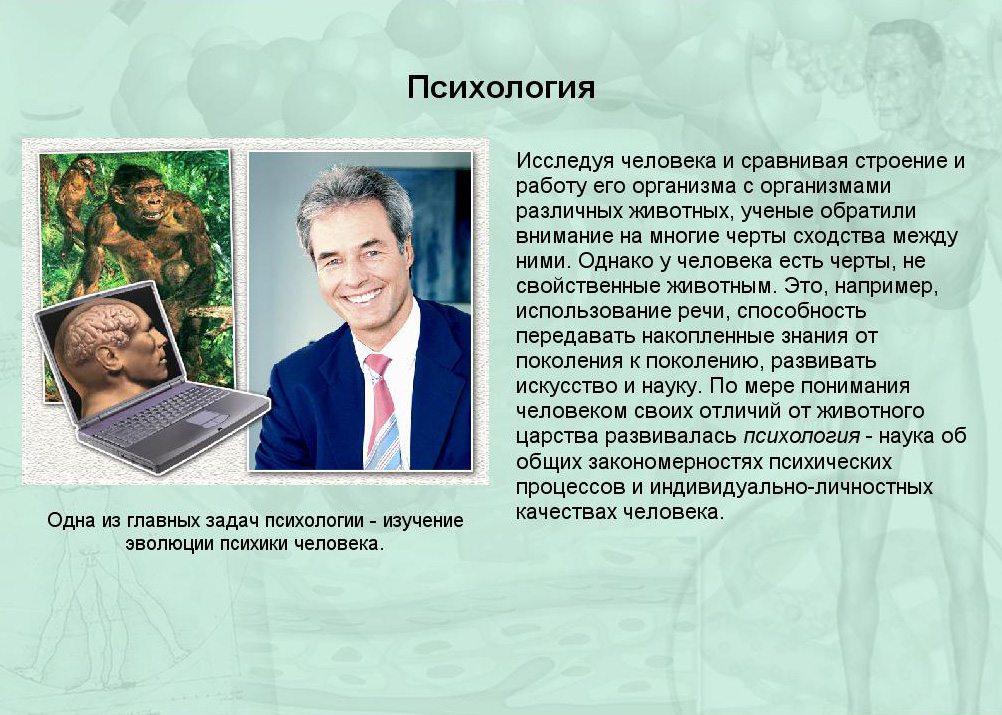 Психология
Исследуя человека и сравнивая строение и
работу его организма с организмами
различных животных, ученые обратили
внимание на многие черты сходства между
ними. Однако у человека есть черты, не
свойственные животным. Это, например,
использование речи, способность
передавать накопленные знания от
поколения к поколению, развивать
искусство и науку. По мере понимания
человеком своих отличий от животного
царства развивалась психология - наука об
общих закономерностях психических
процессов и индивидуально-личностных
качествах человека.
Одна из главных задач психологии - изучение
эволюции психики человека.